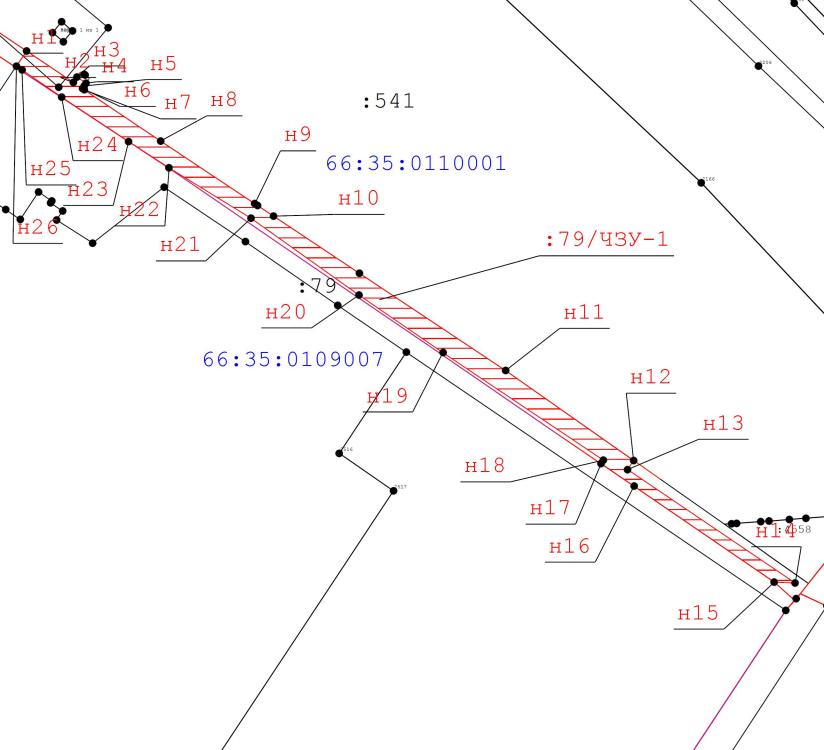 н1
н3
н2
н4
н5
н6
н7
н8
:541
н9
66:35:0110001
н24
н25
н23
н10
н22
н26
н21
:79/ЧЗУ-1
:79
н20
н11
66:35:0109007
н12
н19
н13
н18
н17
н14
н16
н15